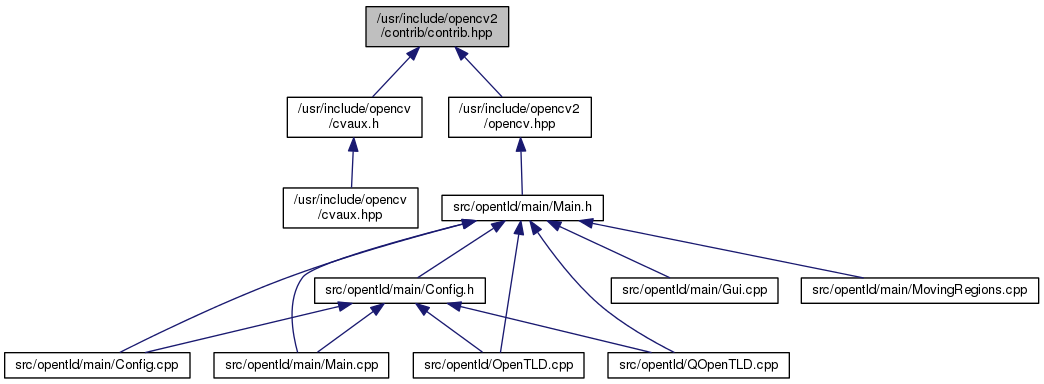 /usr/include/opencv2
/contrib/contrib.hpp
/usr/include/opencv
/cvaux.h
/usr/include/opencv2
/opencv.hpp
/usr/include/opencv
/cvaux.hpp
src/opentld/main/Main.h
src/opentld/main/Config.h
src/opentld/main/Gui.cpp
src/opentld/main/MovingRegions.cpp
src/opentld/main/Config.cpp
src/opentld/main/Main.cpp
src/opentld/OpenTLD.cpp
src/opentld/QOpenTLD.cpp